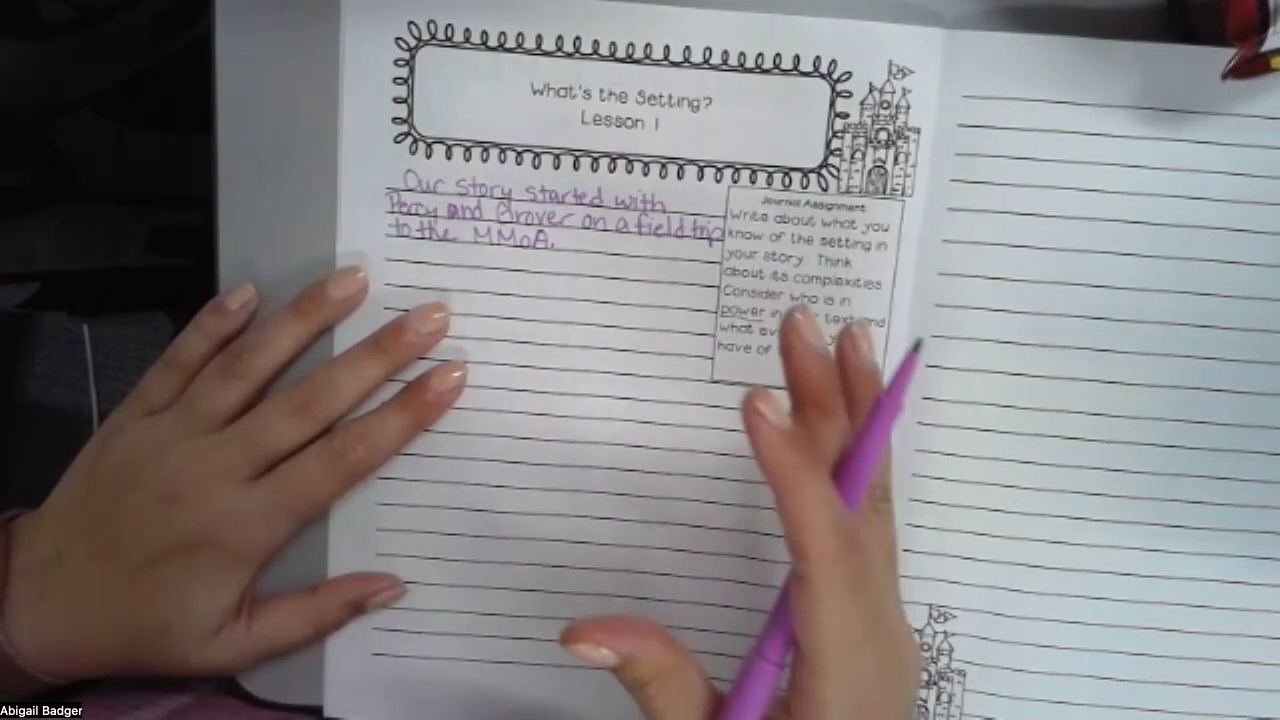 What's the Setting?
Lesson 1
Our story started with
Percy and Grover on a field trip
to the MMoA.
Journal Assignment
Write about what you
know of the setting in
your story Think
about its complexities
Consider who is in
power in text and
what
have of
Abigail Badger